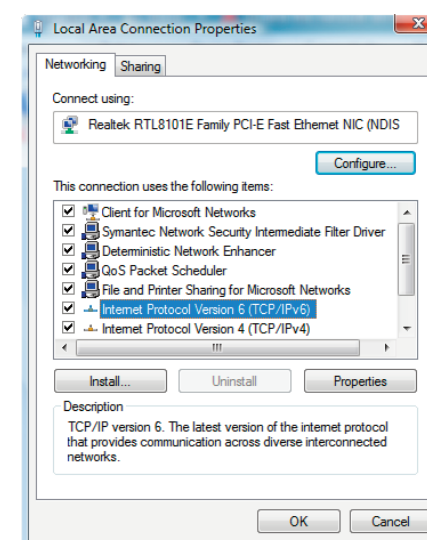 Local Area Connection Properties
Networking
Sharing
Connect using:
Realtek RTL8101E Family PCI-E Fast Ethernet NIC (NDIS
Configure...
This connection uses the following items:
Client for Microsoft Networks
Symantec Network Security Intermediate Filter Driver
Deterministic Network Enhancer
QoS Packet Scheduler
File and Printer Sharing for Microsoft Networks
Internet Protocol Version 6 (TCP/IPv6)
Internet Protocol Version 4 (TCP/IPv4)
Install...
Uninstall
Properties
Description
TCP/IP version 6. The latest version of the internet protocol
that provides communication across diverse interconnected
networks.
OK
Cancel